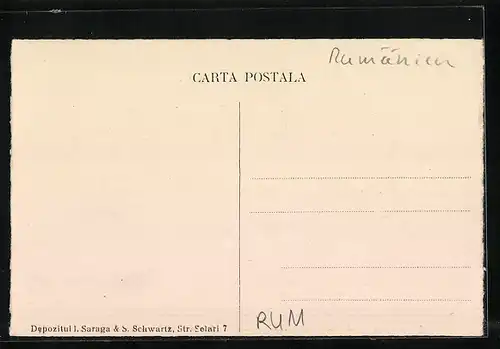 Rumänien
CARTA POSTALA
RUM
Depozitul I. Saraga & S. Schwartz, Str. Selari 7